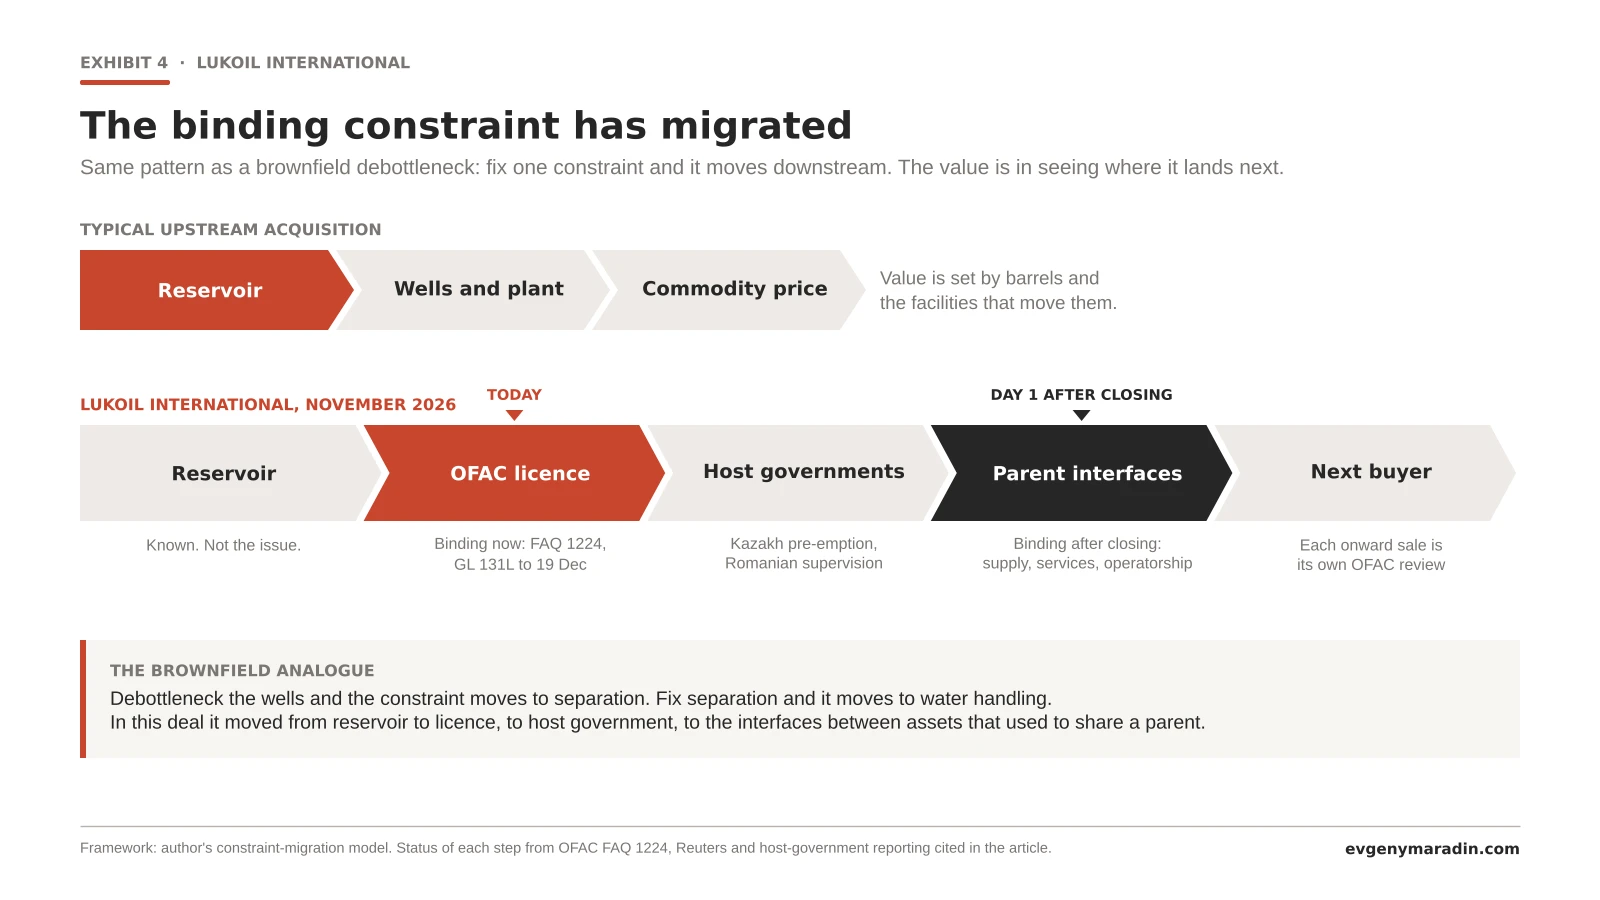 EXHIBIT 4 · LUKOIL INTERNATIONAL
The binding constraint has migrated
Same pattern as a brownfield debottleneck: fix one constraint and it moves downstream. The value is in seeing where it lands next.
TYPICAL UPSTREAM ACQUISITION
Reservoir
Wells and plant
Commodity price
Value is set by barrels and
the facilities that move them.
LUKOIL INTERNATIONAL, NOVEMBER 2026
TODAY
DAY 1 AFTER CLOSING
Reservoir
OFAC licence
Host governments
Parent interfaces
Next buyer
Known. Not the issue.
Binding now: FAQ 1224,
GL 131L to 19 Dec
Kazakh pre-emption,
Romanian supervision
Binding after closing:
supply, services, operatorship
Each onward sale is
its own OFAC review
THE BROWNFIELD ANALOGUE
Debottleneck the wells and the constraint moves to separation. Fix separation and it moves to water handling.
In this deal it moved from reservoir to licence, to host government, to the interfaces between assets that used to share a parent.
Framework: author's constraint-migration model. Status of each step from OFAC FAQ 1224, Reuters and host-government reporting cited in the article.
evgenymaradin.com